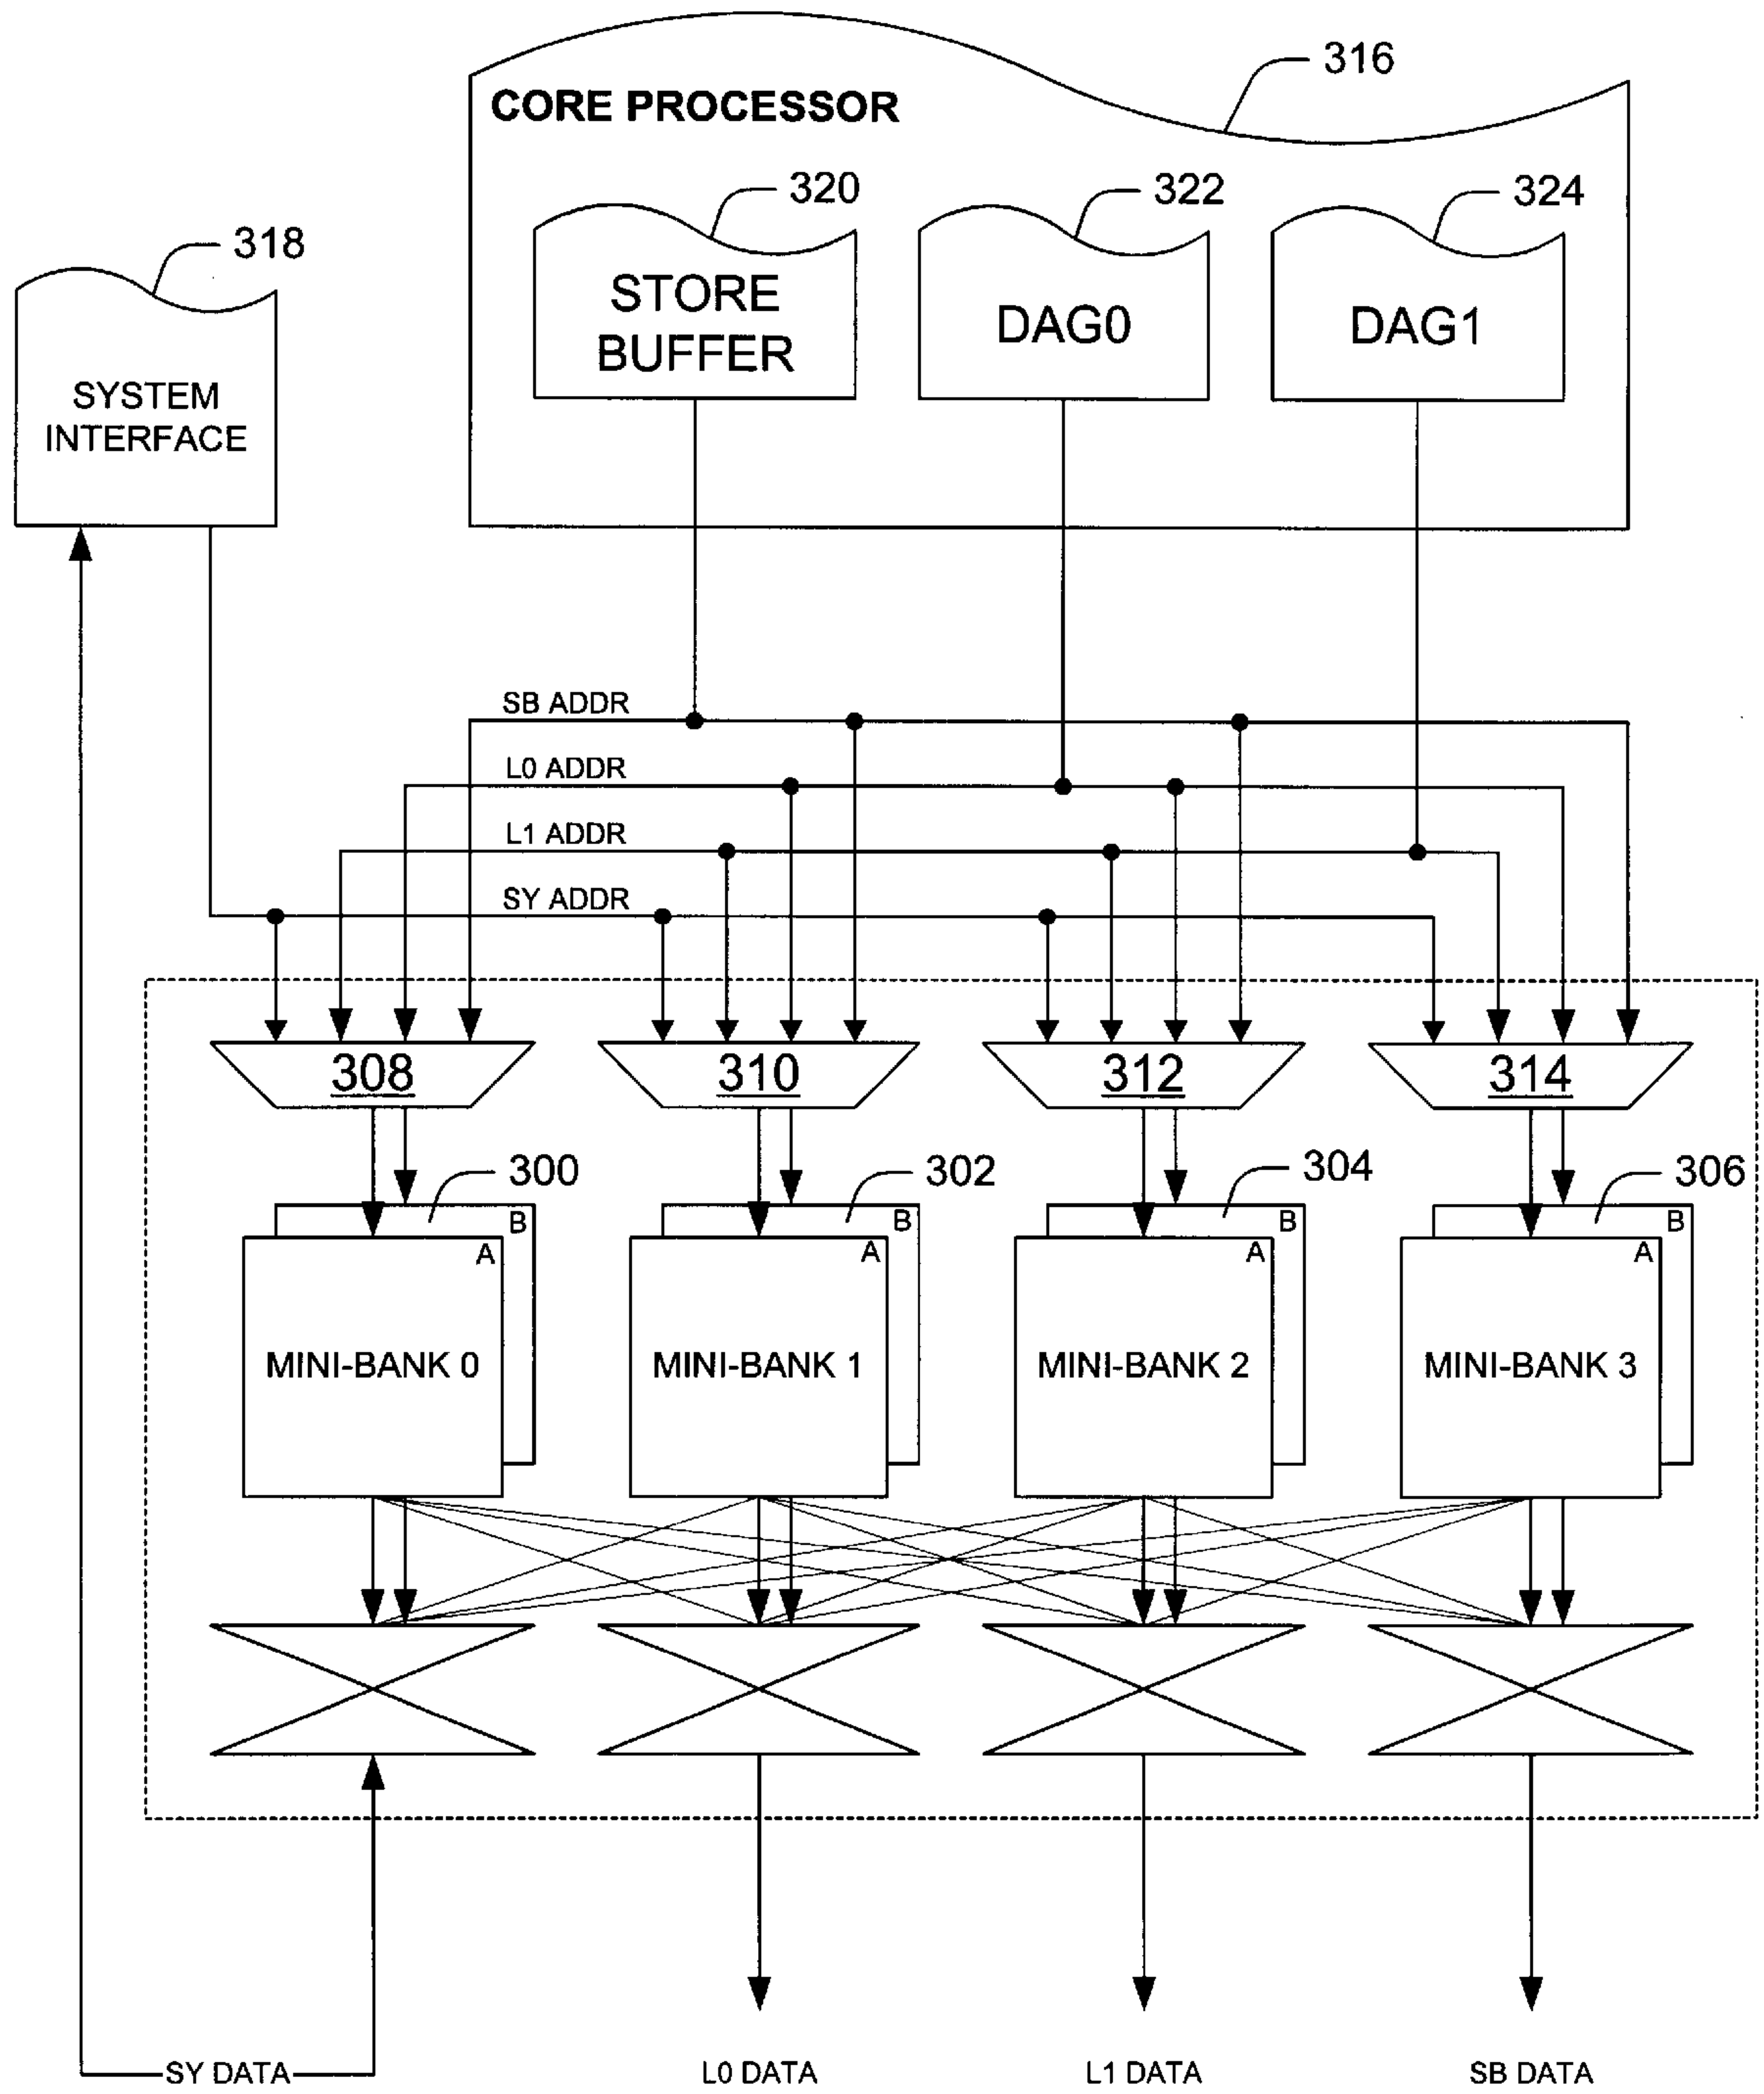 316
CORE PROCESSOR
320
322
324
318
STORE
BUFFER
DAG0
DAG1
SYSTEM
INTERFACE
SB ADDR
L0 ADDR
L1 ADDR
SY ADDR
308
310
312
314
300
302
304
306
B
B
B
B
A
A
A
A
MINI-BANK 0
MINI-BANK 1
MINI-BANK 2
MINI-BANK 3
SY DATA
L0 DATA
L1 DATA
SB DATA